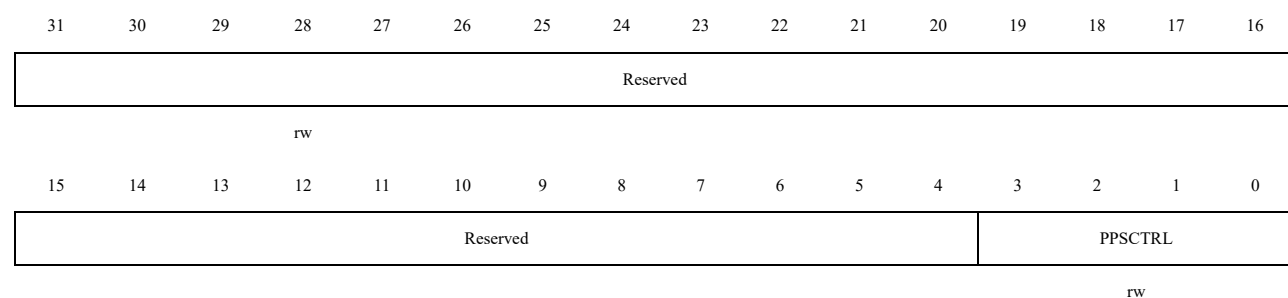 31 30 29 28 27 26 25 24 23 22 21 20 19 18 17 16
Reserved
rw
15 14 13 12 11 10 9 8 7 6 5 4 3 2 1 0
Reserved PPSCTRL
rw